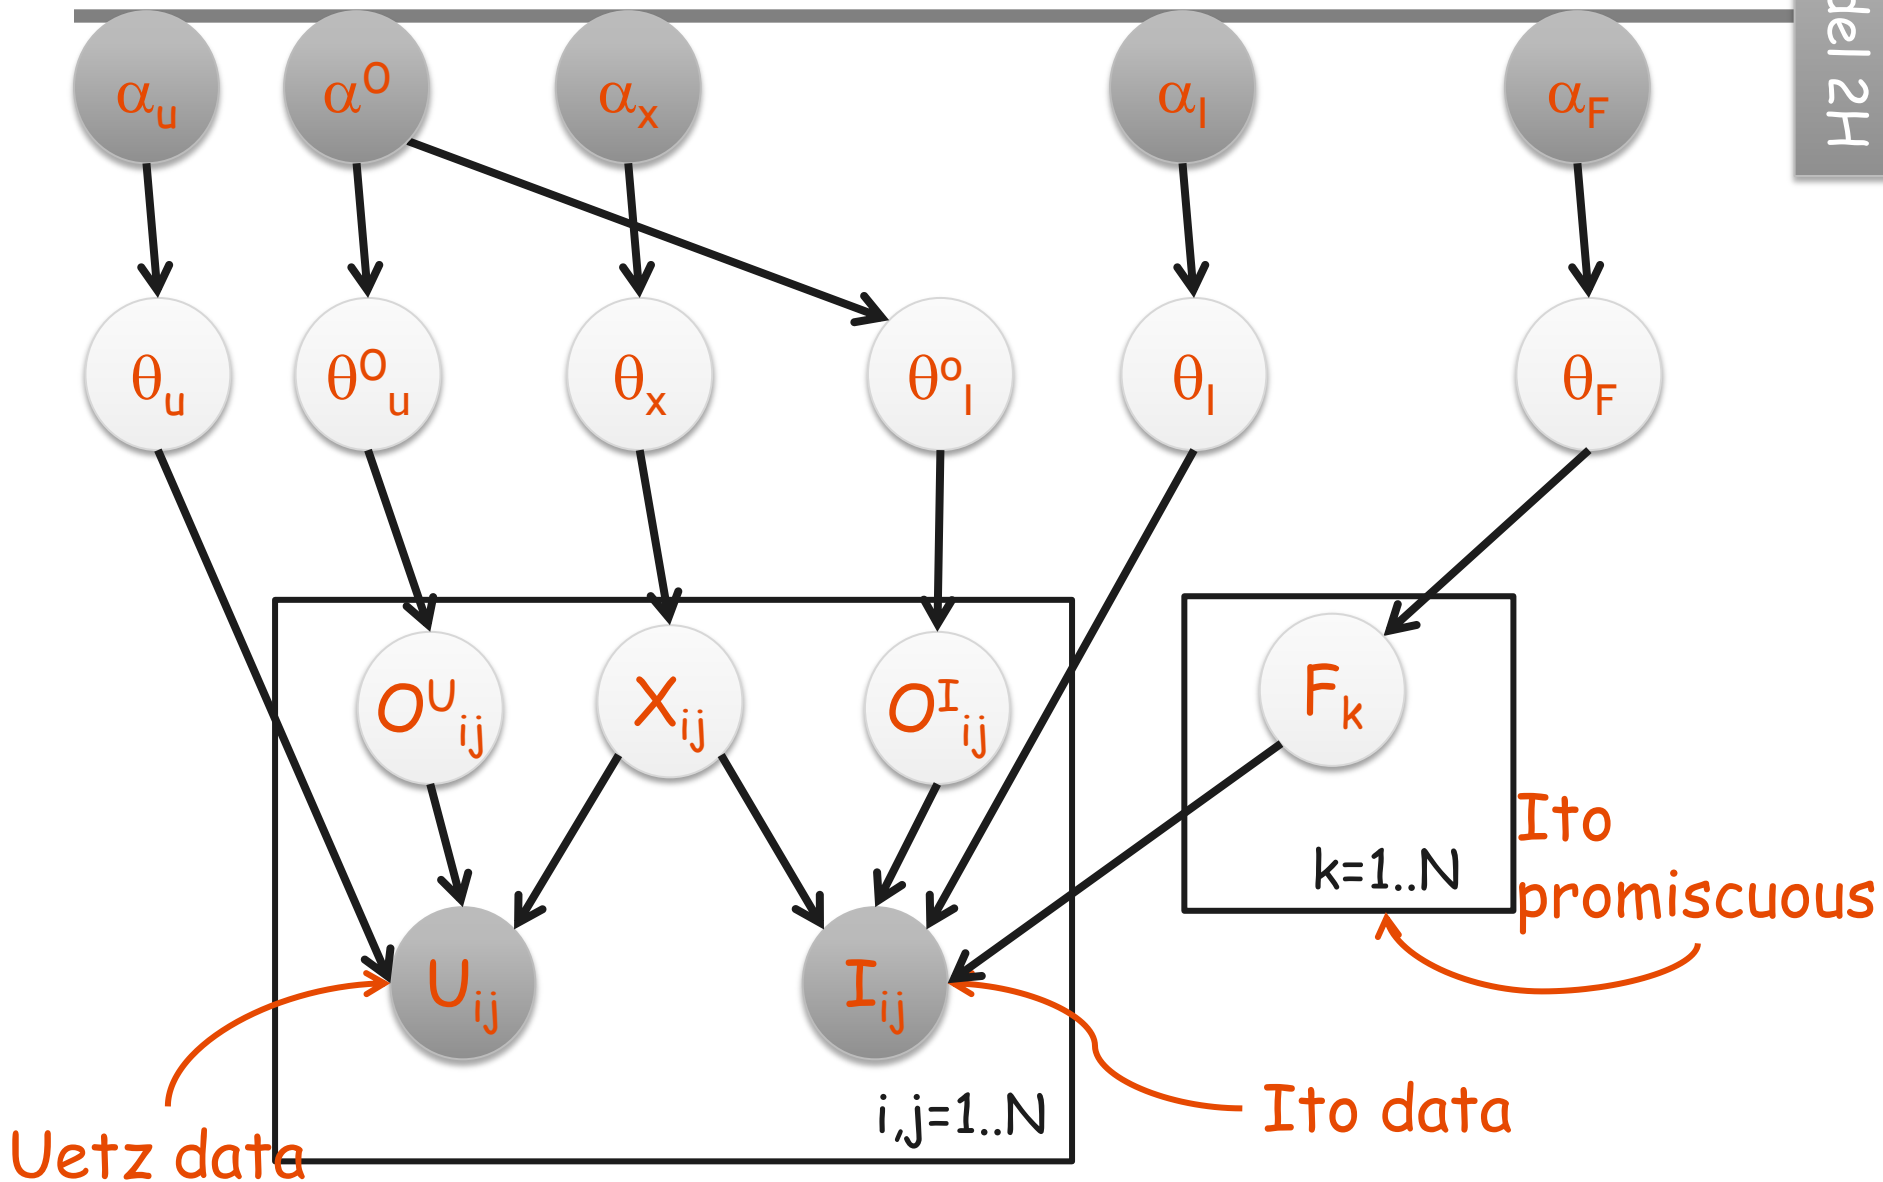 del 2H
αu αO αx αI αF
θu θOu θx θoI θI θF
OUij Xij OIij Fk
Ito
k=1..N
promiscuous
Uij Iij
i,j=1..N
Ito data
Uetz data